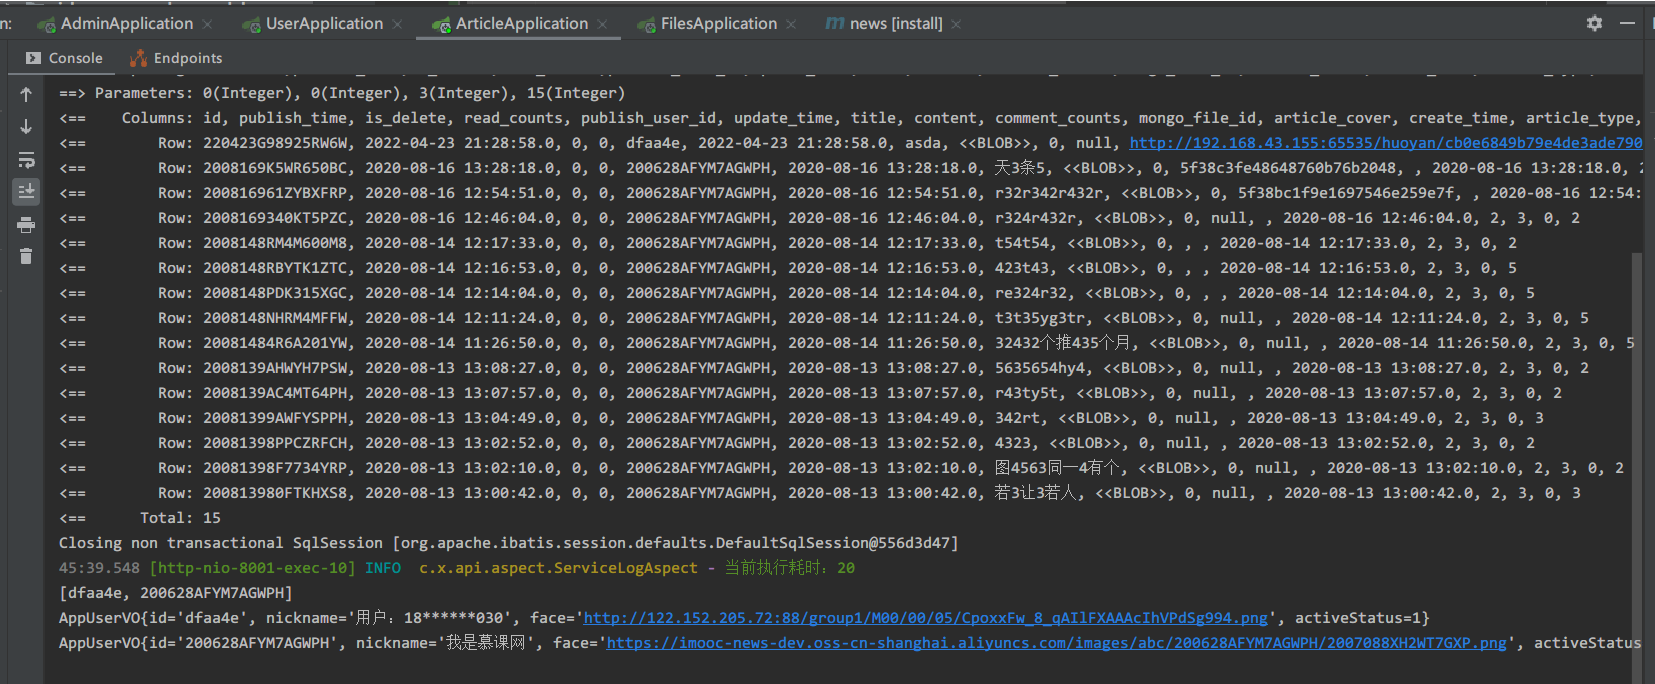 n: AdminApplication UserApplication ArticleApplication FilesApplication news [install]
Console Endpoints
==> Parameters: 0(Integer), 0(Integer), 3(Integer), 15(Integer)
<== Columns: id, publish_time, is_delete, read_counts, publish_user_id, update_time, title, content, comment_counts, mongo_file_id, article_cover, create_time, article_type,
<== Row: 220423G98925RW6W, 2022-04-23 21:28:58.0, 0, 0, dfaa4e, 2022-04-23 21:28:58.0, asda, <<BLOB>>, 0, null, http://192.168.43.155:65535/huoyan/cb0e6849b79e4de3ade790
<== Row: 2008169K5WR650BC, 2020-08-16 13:28:18.0, 0, 0, 200628AFYM7AGWPH, 2020-08-16 13:28:18.0, 天3条5, <<BLOB>>, 0, 5f38c3fe48648760b76b2048, , 2020-08-16 13:28:18.0, 2
<== Row: 200816961ZYBXFRP, 2020-08-16 12:54:51.0, 0, 0, 200628AFYM7AGWPH, 2020-08-16 12:54:51.0, r32r342r432r, <<BLOB>>, 0, 5f38bc1f9e1697546e259e7f, , 2020-08-16 12:54:
<== Row: 2008169340KT5PZC, 2020-08-16 12:46:04.0, 0, 0, 200628AFYM7AGWPH, 2020-08-16 12:46:04.0, r324r432r, <<BLOB>>, 0, null, , 2020-08-16 12:46:04.0, 2, 3, 0, 2
<== Row: 2008148RM4M600M8, 2020-08-14 12:17:33.0, 0, 0, 200628AFYM7AGWPH, 2020-08-14 12:17:33.0, t54t54, <<BLOB>>, 0, , , 2020-08-14 12:17:33.0, 2, 3, 0, 2
<== Row: 2008148RBYTK1ZTC, 2020-08-14 12:16:53.0, 0, 0, 200628AFYM7AGWPH, 2020-08-14 12:16:53.0, 423t43, <<BLOB>>, 0, , , 2020-08-14 12:16:53.0, 2, 3, 0, 5
<== Row: 2008148PDK315XGC, 2020-08-14 12:14:04.0, 0, 0, 200628AFYM7AGWPH, 2020-08-14 12:14:04.0, re324r32, <<BLOB>>, 0, , , 2020-08-14 12:14:04.0, 2, 3, 0, 5
<== Row: 2008148NHRM4MFFW, 2020-08-14 12:11:24.0, 0, 0, 200628AFYM7AGWPH, 2020-08-14 12:11:24.0, t3t35yg3tr, <<BLOB>>, 0, null, , 2020-08-14 12:11:24.0, 2, 3, 0, 5
<== Row: 20081484R6A201YW, 2020-08-14 11:26:50.0, 0, 0, 200628AFYM7AGWPH, 2020-08-14 11:26:50.0, 32432个推435个月, <<BLOB>>, 0, null, , 2020-08-14 11:26:50.0, 2, 3, 0, 5
<== Row: 2008139AHWYH7PSW, 2020-08-13 13:08:27.0, 0, 0, 200628AFYM7AGWPH, 2020-08-13 13:08:27.0, 5635654hy4, <<BLOB>>, 0, null, , 2020-08-13 13:08:27.0, 2, 3, 0, 2
<== Row: 2008139AC4MT64PH, 2020-08-13 13:07:57.0, 0, 0, 200628AFYM7AGWPH, 2020-08-13 13:07:57.0, r43ty5t, <<BLOB>>, 0, null, , 2020-08-13 13:07:57.0, 2, 3, 0, 2
<== Row: 20081399AWFYSPPH, 2020-08-13 13:04:49.0, 0, 0, 200628AFYM7AGWPH, 2020-08-13 13:04:49.0, 342rt, <<BLOB>>, 0, null, , 2020-08-13 13:04:49.0, 2, 3, 0, 3
<== Row: 20081398PPCZRFCH, 2020-08-13 13:02:52.0, 0, 0, 200628AFYM7AGWPH, 2020-08-13 13:02:52.0, 4323, <<BLOB>>, 0, null, , 2020-08-13 13:02:52.0, 2, 3, 0, 2
<== Row: 20081398F7734YRP, 2020-08-13 13:02:10.0, 0, 0, 200628AFYM7AGWPH, 2020-08-13 13:02:10.0, 图4563同一4有个, <<BLOB>>, 0, null, , 2020-08-13 13:02:10.0, 2, 3, 0, 2
<== Row: 200813980FTKHXS8, 2020-08-13 13:00:42.0, 0, 0, 200628AFYM7AGWPH, 2020-08-13 13:00:42.0, 若3让3若人, <<BLOB>>, 0, null, , 2020-08-13 13:00:42.0, 2, 3, 0, 3
<== Total: 15
Closing non transactional SqlSession [org.apache.ibatis.session.defaults.DefaultSqlSession@556d3d47]
45:39.548 [http-nio-8001-exec-10] INFO c.x.api.aspect.ServiceLogAspect - 当前执行耗时：20
[dfaa4e, 200628AFYM7AGWPH]
AppUserVO{id='dfaa4e', nickname='用户：18******030', face='http://122.152.205.72:88/group1/M00/00/05/CpoxxFw_8_qAIlFXAAAcIhVPdSg994.png', activeStatus=1}
AppUserVO{id='200628AFYM7AGWPH', nickname='我是慕课网', face='https://imooc-news-dev.oss-cn-shanghai.aliyuncs.com/images/abc/200628AFYM7AGWPH/2007088XH2WT7GXP.png', activeStatus